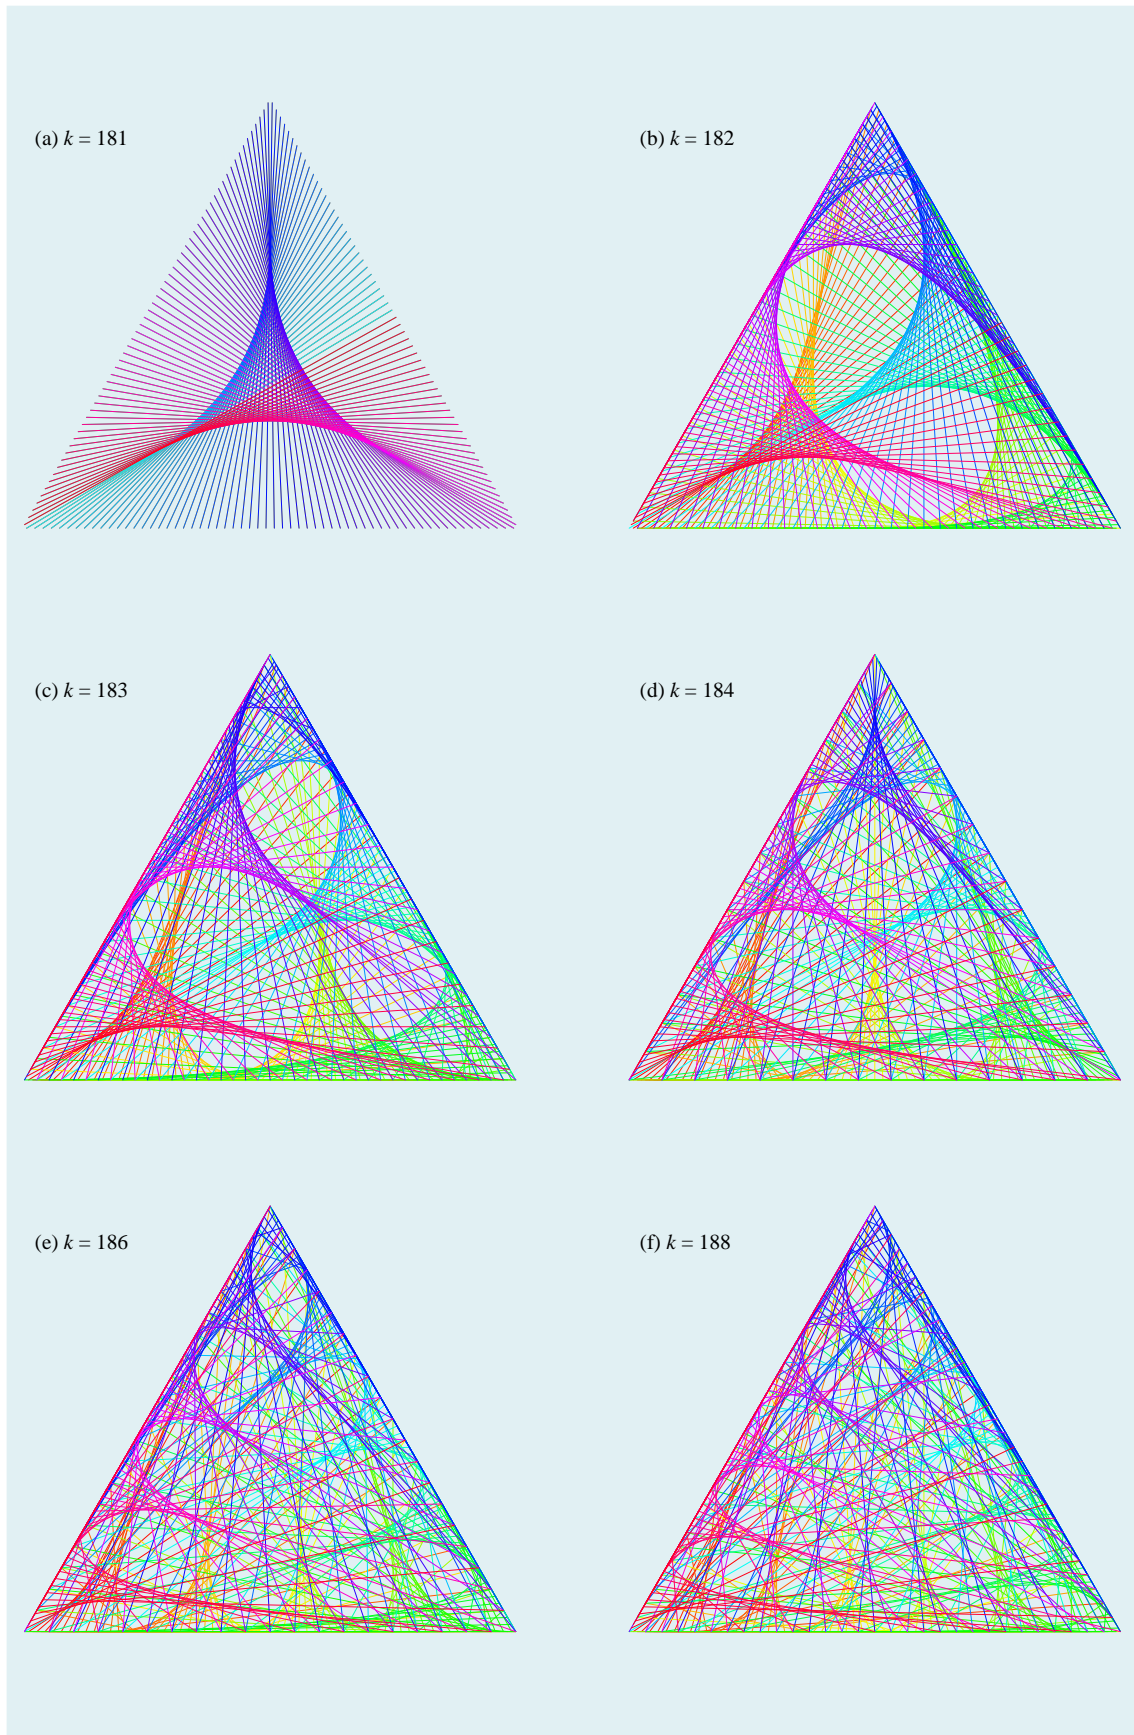 (a) k = 181
(b) k = 182
(c) k = 183
(d) k = 184
(e) k = 186
(f) k = 188